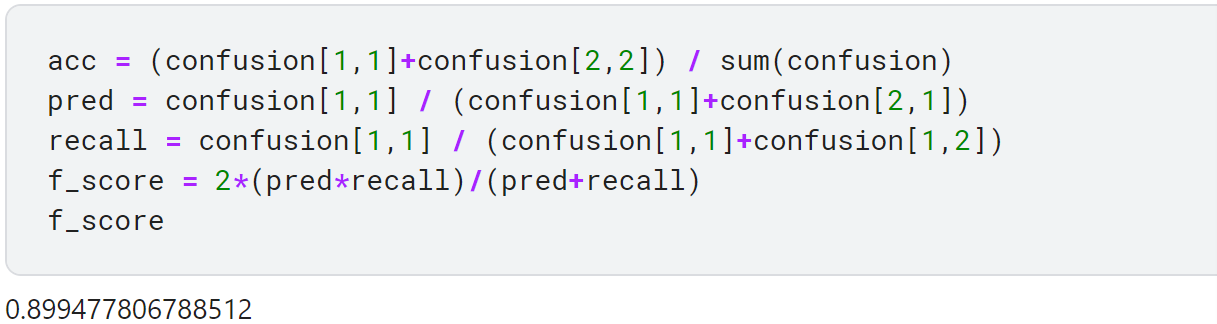 acc = (confusion[1,1]+confusion[2,2]) / sum(confusion)
pred = confusion[1,1] / (confusion[1,1]+confusion[2,1])
recall = confusion[1,1] / (confusion[1,1]+confusion[1,2])
f_score = 2*(pred*recall)/(pred+recall)
f_score
0.899477806788512